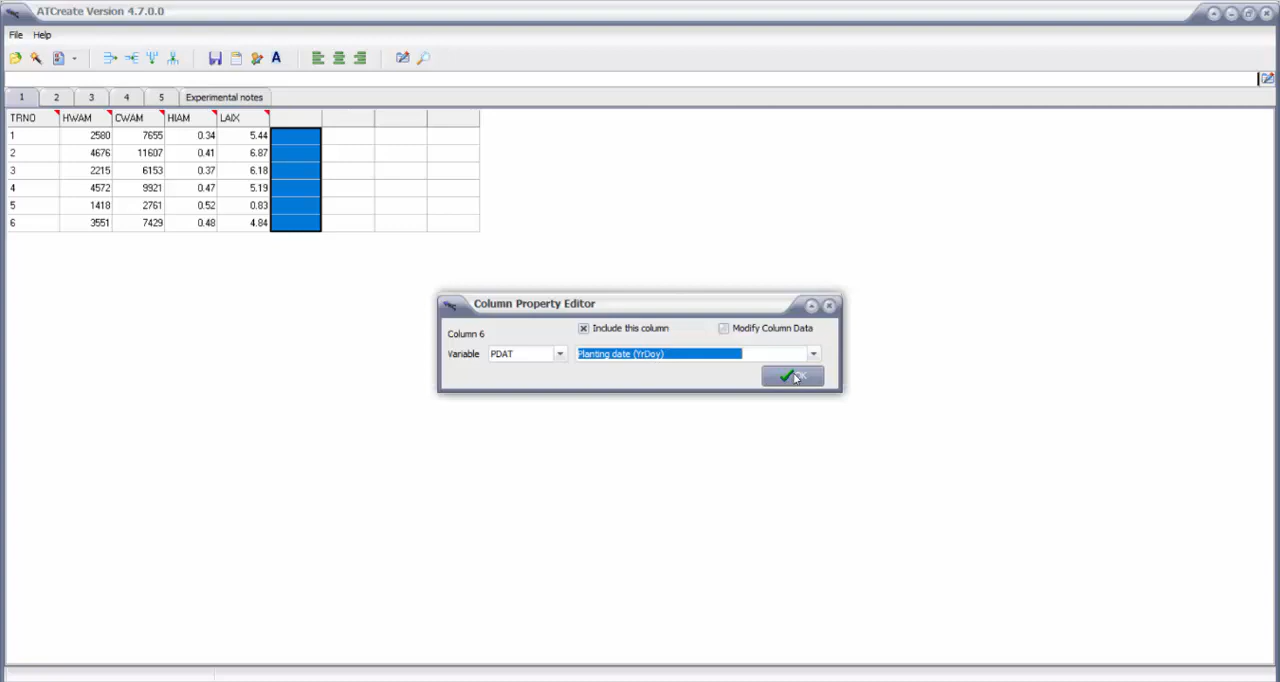 ATCreate Version 4.7.0.0
File Help
A
1 2 3 4 5 Experimental notes
TRNO HWAM CWAM HIAM LAIX
1 2580 7655 0.34 5.44
2 4676 11607 0.41 6.87
3 2215 6153 0.37 6.18
4 4572 9921 0.47 5.19
5 1418 2761 0.52 0.83
6 3551 7429 0.48 4.84
Column Property Editor
Column 6 Include this column Modify Column Data
Variable PDAT Planting date (YrDoy)